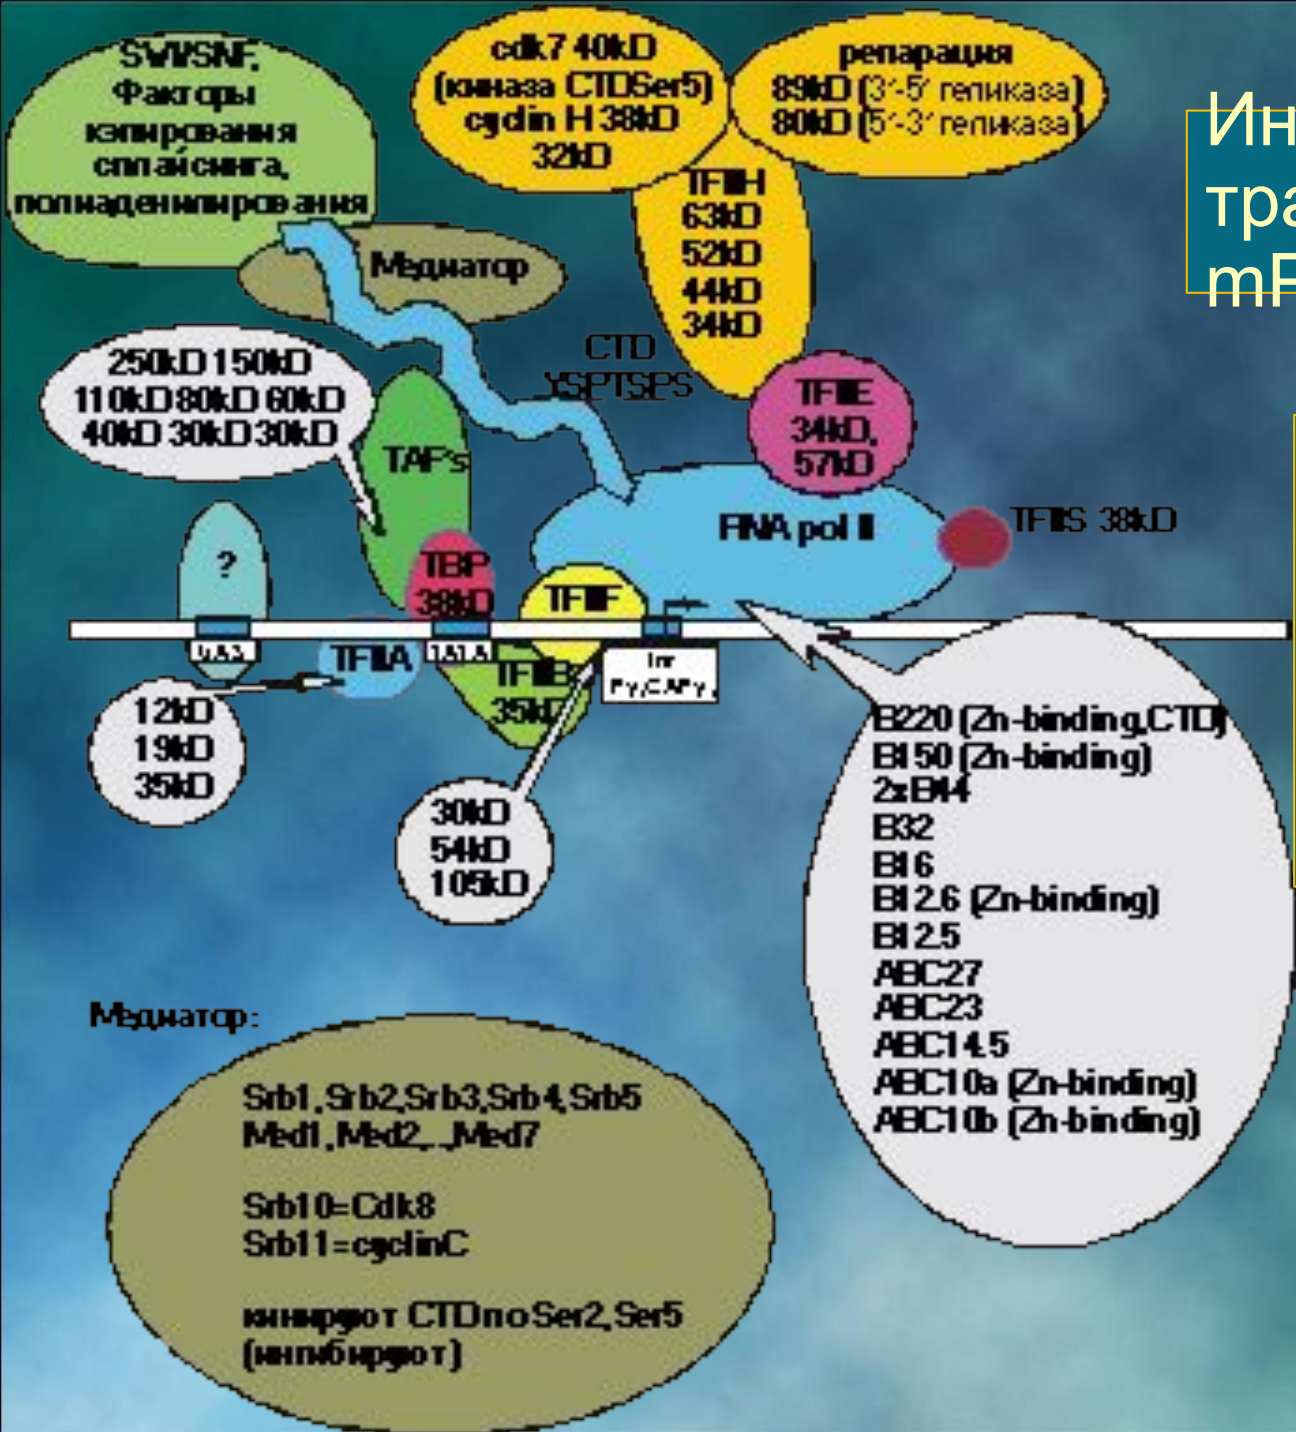 SWI/SNF,
Факторы
кэпирования
сплайсинга,
полиаденилирования
cdk7 40kD
(киназа CTDSer5)
cyclin H 38kD
32kD
репарация
89kD (3'-5' геликаза)
80kD (5'-3' геликаза)
TFIIH
63kD
52kD
44kD
34kD
Медиатор
CTD
YSPTSPS
250kD 150kD
110kD 80kD 60kD
40kD 30kD 30kD
TAF's
TFIIE
34kD,
57kD
RNA pol II
TFIIS 38kD
?
TBP
38kD
TFIIF
UAS
TFIIA
TATA
TFIIB
35kD
Inr
12kD
19kD
35kD
30kD
54kD
105kD
B220 (Zn-binding,CTD)
B150 (Zn-binding)
2xB44
B32
B16
B12.6 (Zn-binding)
B12.5
ABC27
ABC23
ABC14.5
ABC10a (Zn-binding)
ABC10b (Zn-binding)
Медиатор:
Srb1,Srb2,Srb3,Srb4,Srb5
Med1,Med2,..,Med7
Srb10=Cdk8
Srb11=cyclinC
кинируют CTD по Ser2,Ser5
(ингибируют)
Ин
тра